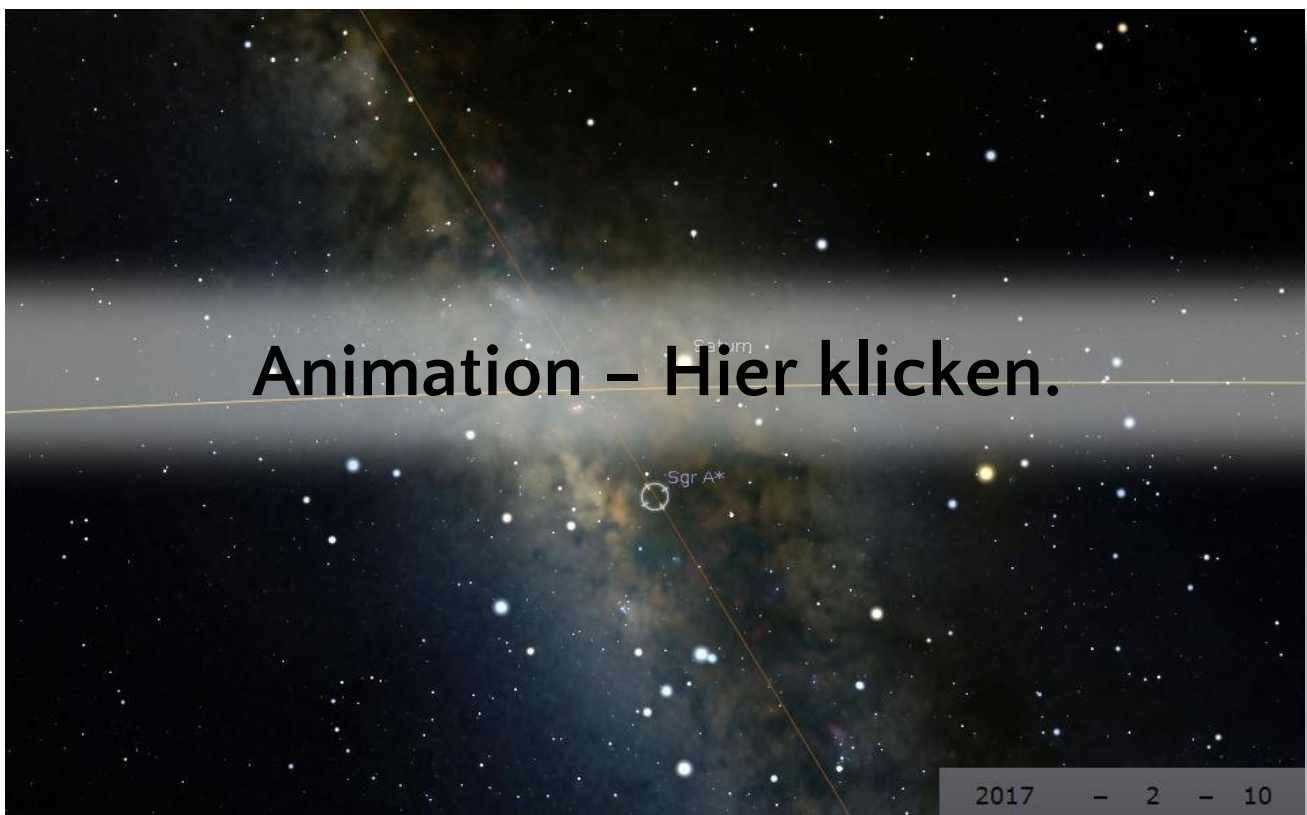 Saturn
Animation – Hier klicken.
Sgr A*
2017 – 2 – 10